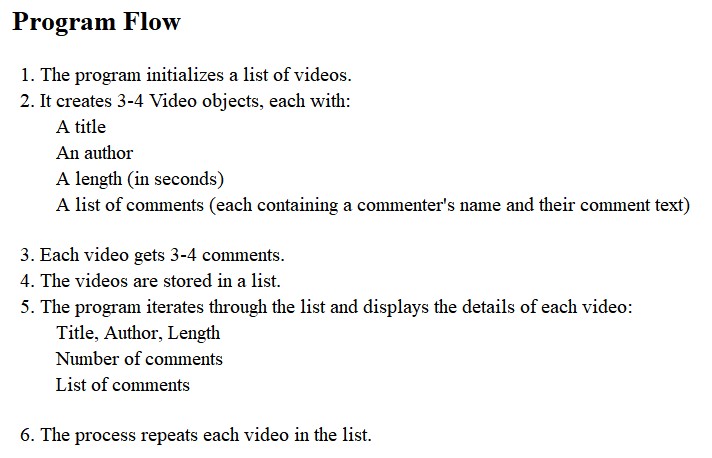 Program Flow
1. The program initializes a list of videos.
2. It creates 3-4 Video objects, each with:
A title
An author
A length (in seconds)
A list of comments (each containing a commenter's name and their comment text)
3. Each video gets 3-4 comments.
4. The videos are stored in a list.
5. The program iterates through the list and displays the details of each video:
Title, Author, Length
Number of comments
List of comments
6. The process repeats each video in the list.